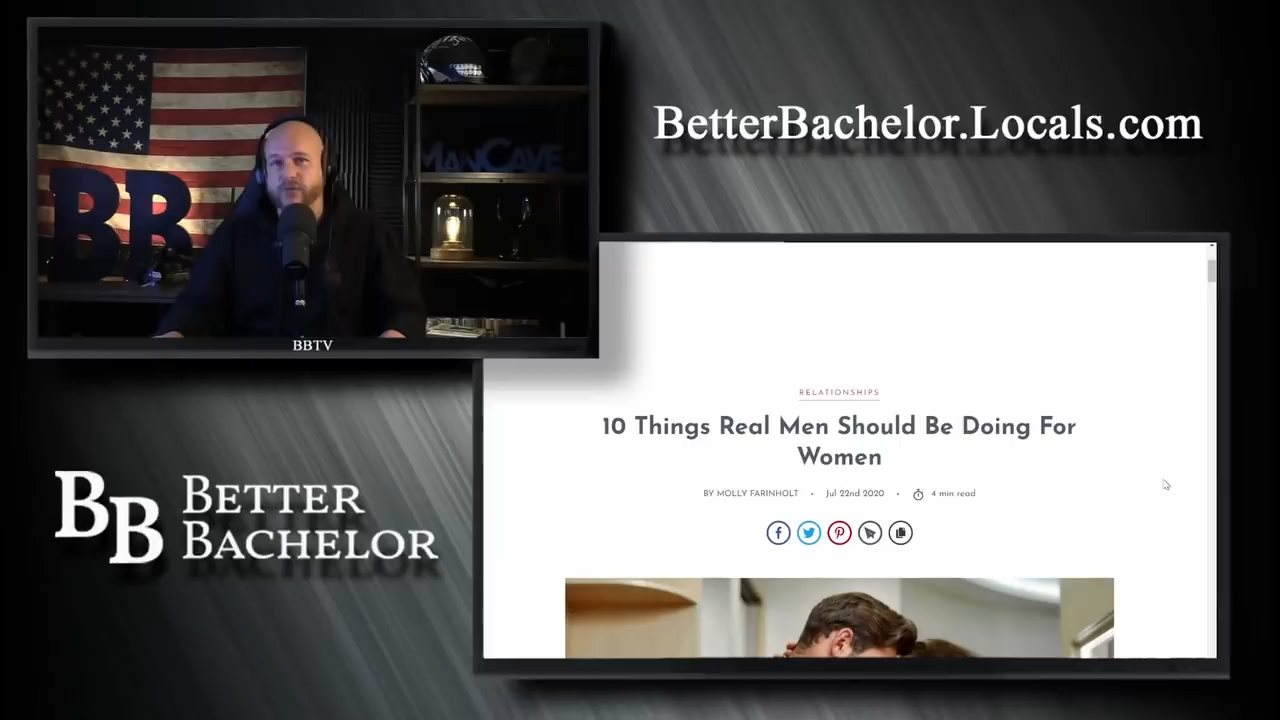 BetterBachelor.Locals.com
BB
MANCAVE
BBTV
RELATIONSHIPS
10 Things Real Men Should Be Doing For
Women
BY MOLLY FARINHOLT • Jul 22nd 2020 • 4 min read
BB
BETTER
BACHELOR